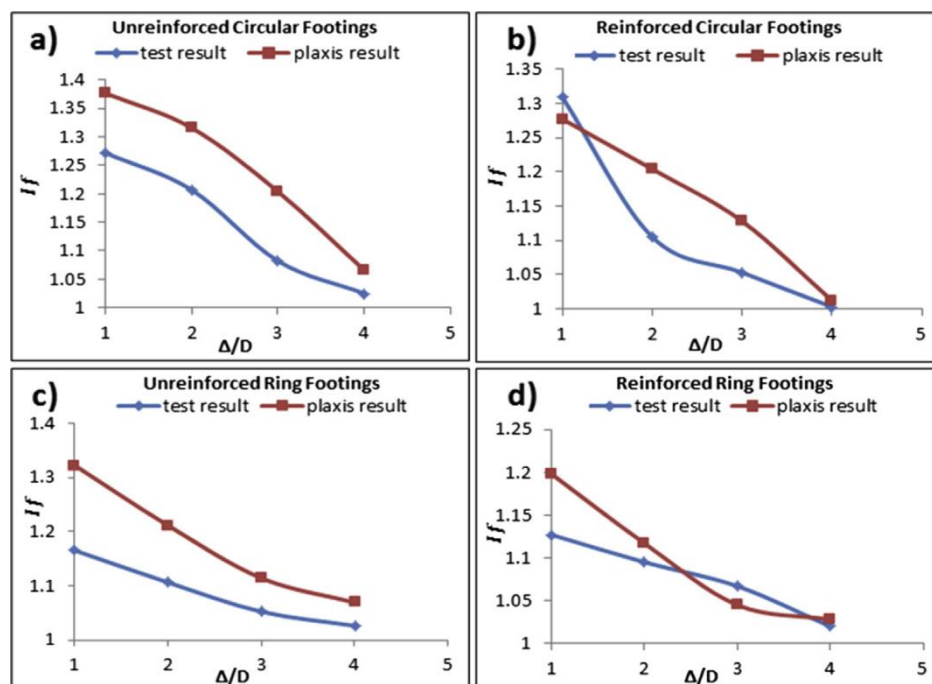 a)
Unreinforced Circular Footings
test result
plaxis result
1.4
1.35
1.3
1.25
1.2
1.15
1.1
1.05
1
If
1 2 3 4 5
Δ/D
b)
Reinforced Circular Footings
test result
plaxis result
1.35
1.3
1.25
1.2
1.15
1.1
1.05
1
If
1 2 3 4 5
Δ/D
c)
Unreinforced Ring Footings
test result
plaxis result
1.4
1.3
1.2
1.1
1
If
1 2 3 4 5
Δ/D
d)
Reinforced Ring Footings
test result
plaxis result
1.25
1.2
1.15
1.1
1.05
1
If
1 2 3 4 5
Δ/D